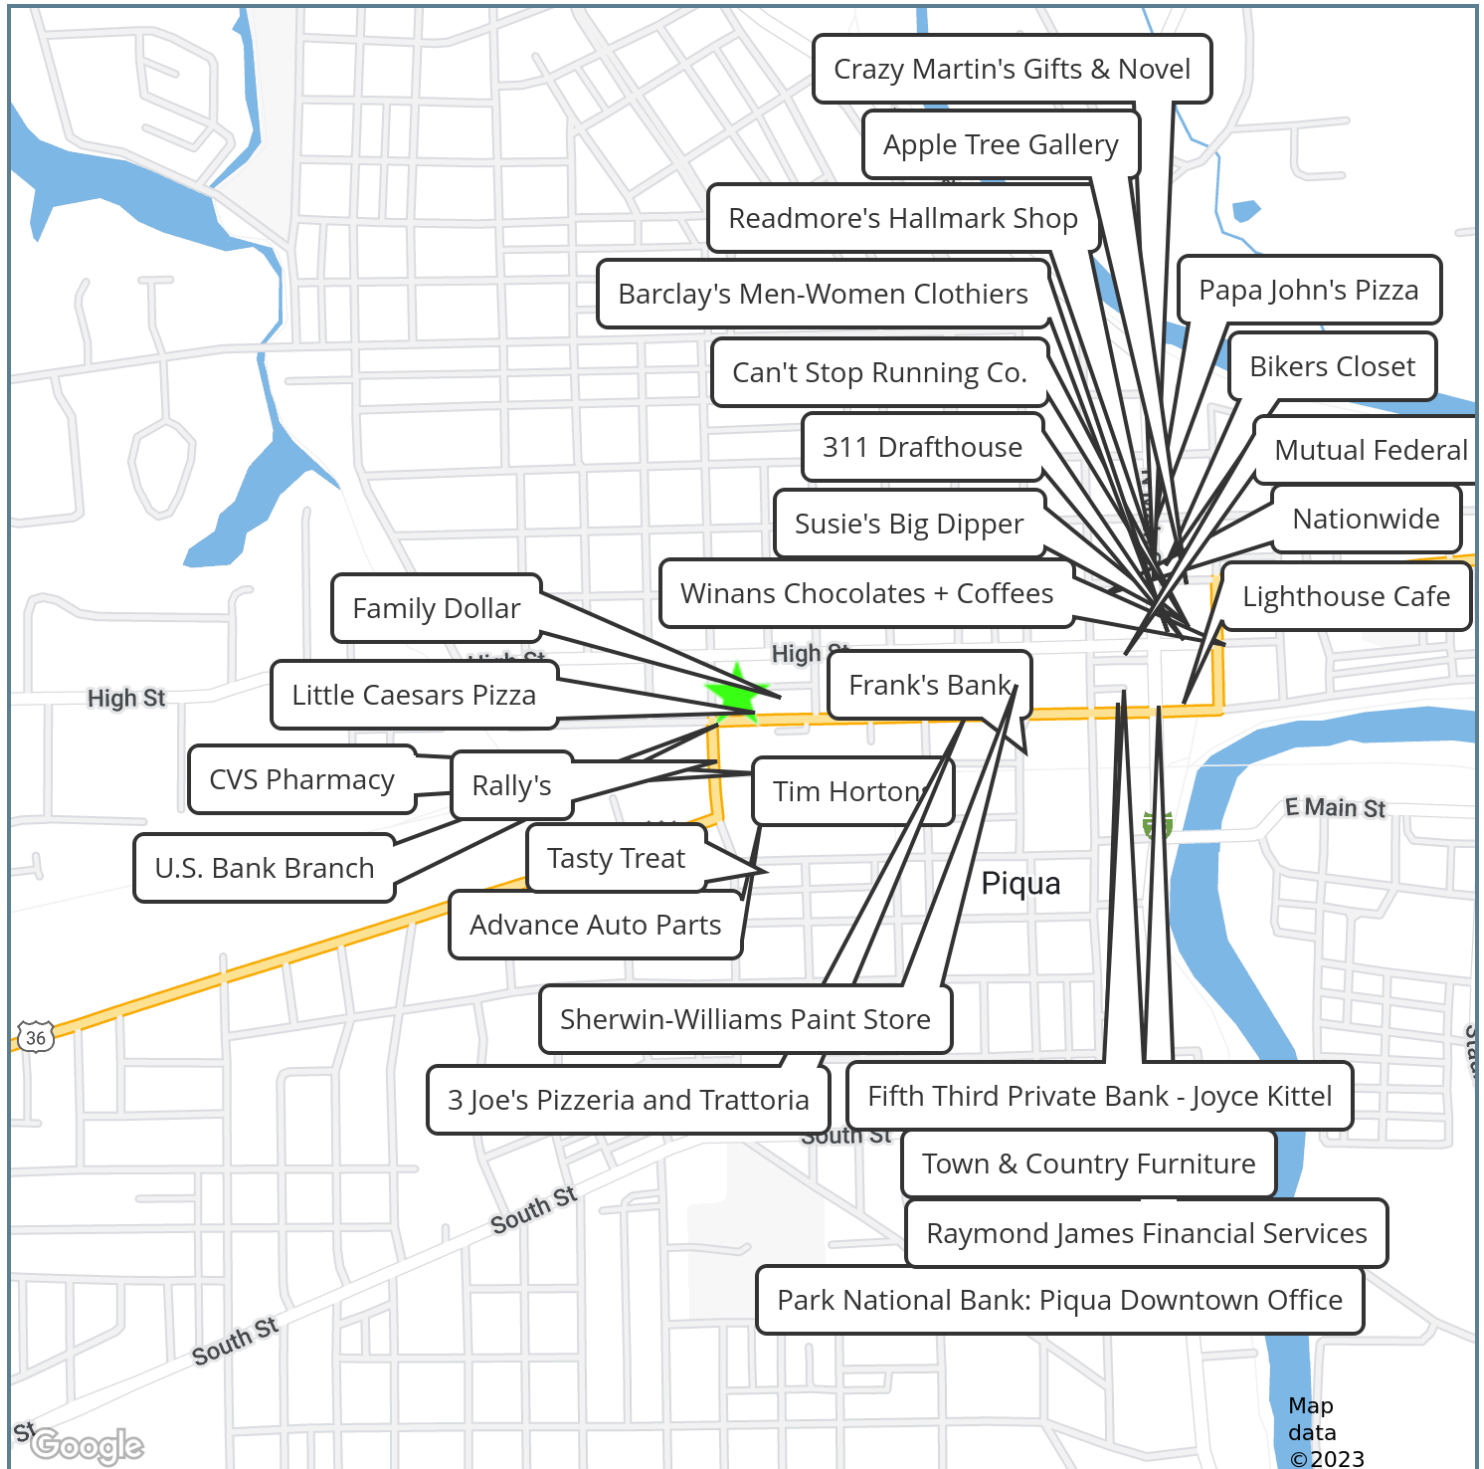 Crazy Martin's Gifts & Novel
Apple Tree Gallery
Readmore's Hallmark Shop
Barclay's Men-Women Clothiers
Papa John's Pizza
Can't Stop Running Co.
Bikers Closet
311 Drafthouse
Mutual Federal
Susie's Big Dipper
Nationwide
Winans Chocolates + Coffees
Lighthouse Cafe
Family Dollar
High St
High St
High St
Little Caesars Pizza
Frank's Bank
CVS Pharmacy
Rally's
Tim Hortons
E Main St
U.S. Bank Branch
Tasty Treat
Piqua
Advance Auto Parts
Sherwin-Williams Paint Store
36
3 Joe's Pizzeria and Trattoria
Fifth Third Private Bank - Joyce Kittel
South St
Town & Country Furniture
South St
Raymond James Financial Services
Park National Bank: Piqua Downtown Office
South St
St
Google
Map
data
©2023